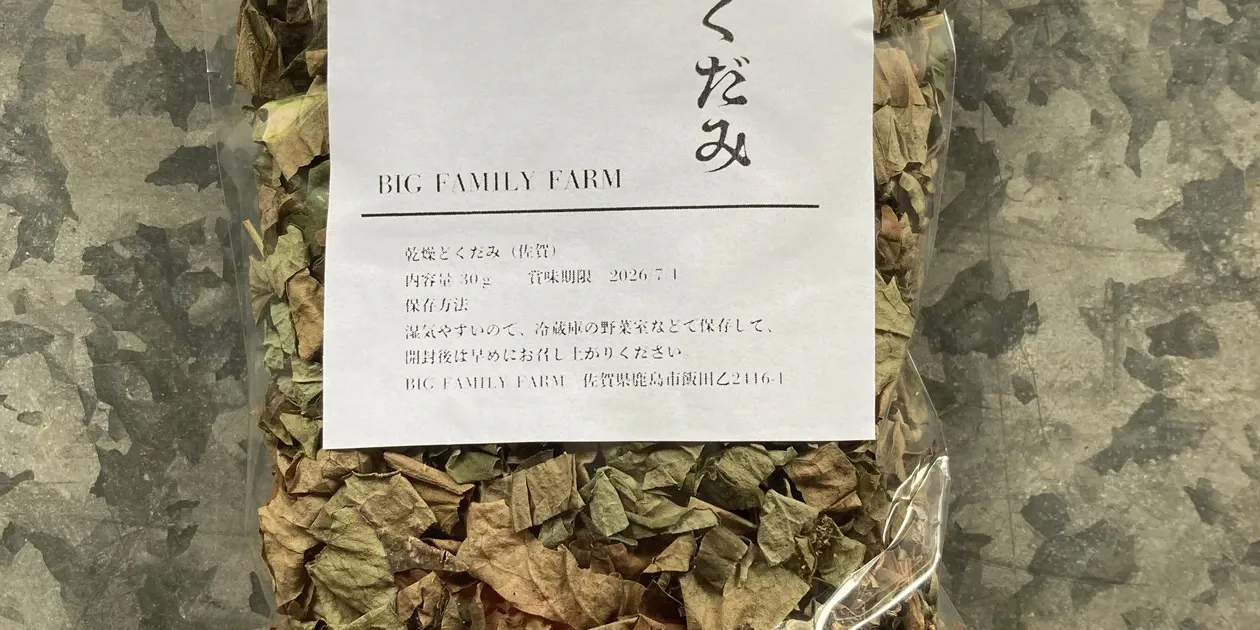 くだみ
BIG FAMILY FARM
乾燥どくだみ（佐賀）
内容量 30g　賞味期限　2026 7 1
保存方法
湿気やすいので、冷蔵庫の野菜室などで保存して、
開封後は早めにお召し上がりください。
BIG FAMILY FARM　佐賀県鹿島市飯田乙2416-1